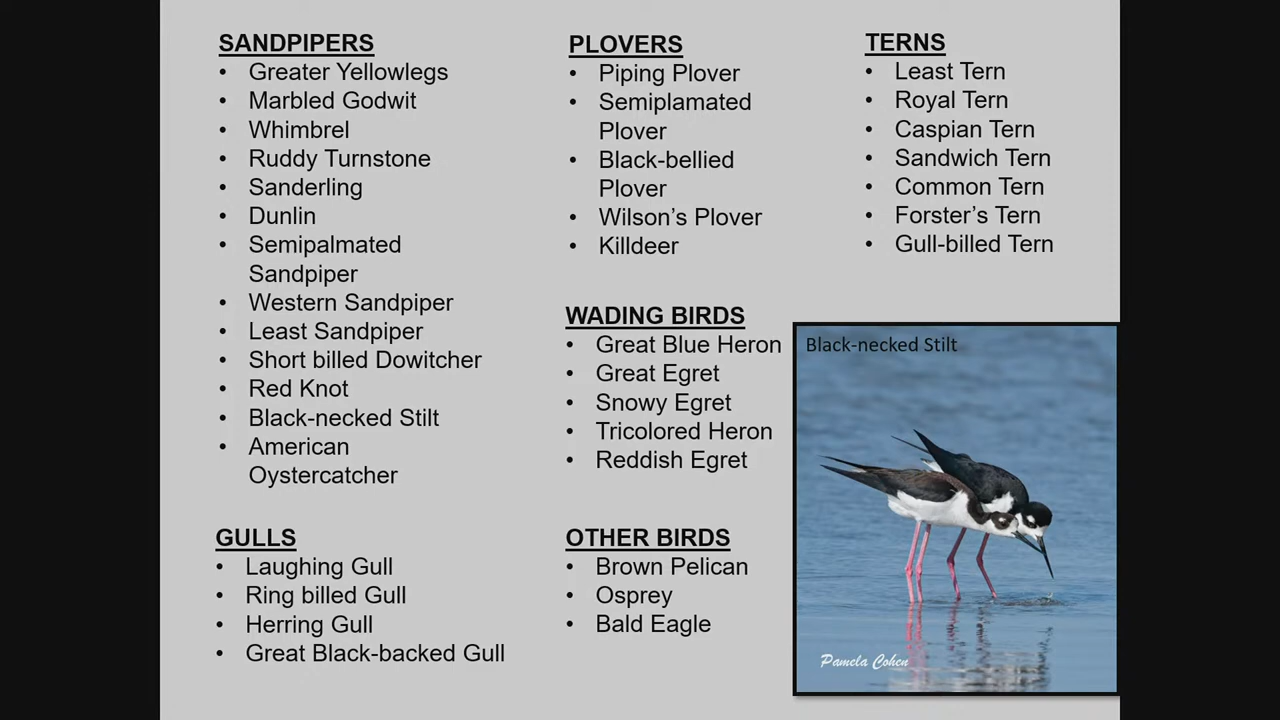 SANDPIPERS
• Greater Yellowlegs
• Marbled Godwit
• Whimbrel
• Ruddy Turnstone
• Sanderling
• Dunlin
• Semipalmated
Sandpiper
• Western Sandpiper
• Least Sandpiper
• Short billed Dowitcher
• Red Knot
• Black-necked Stilt
• American
Oystercatcher
GULLS
• Laughing Gull
• Ring billed Gull
• Herring Gull
• Great Black-backed Gull
PLOVERS
• Piping Plover
• Semiplamated
Plover
• Black-bellied
Plover
• Wilson’s Plover
• Killdeer
WADING BIRDS
• Great Blue Heron
• Great Egret
• Snowy Egret
• Tricolored Heron
• Reddish Egret
OTHER BIRDS
• Brown Pelican
• Osprey
• Bald Eagle
TERNS
• Least Tern
• Royal Tern
• Caspian Tern
• Sandwich Tern
• Common Tern
• Forster’s Tern
• Gull-billed Tern
Black-necked Stilt
Pamela Cohen